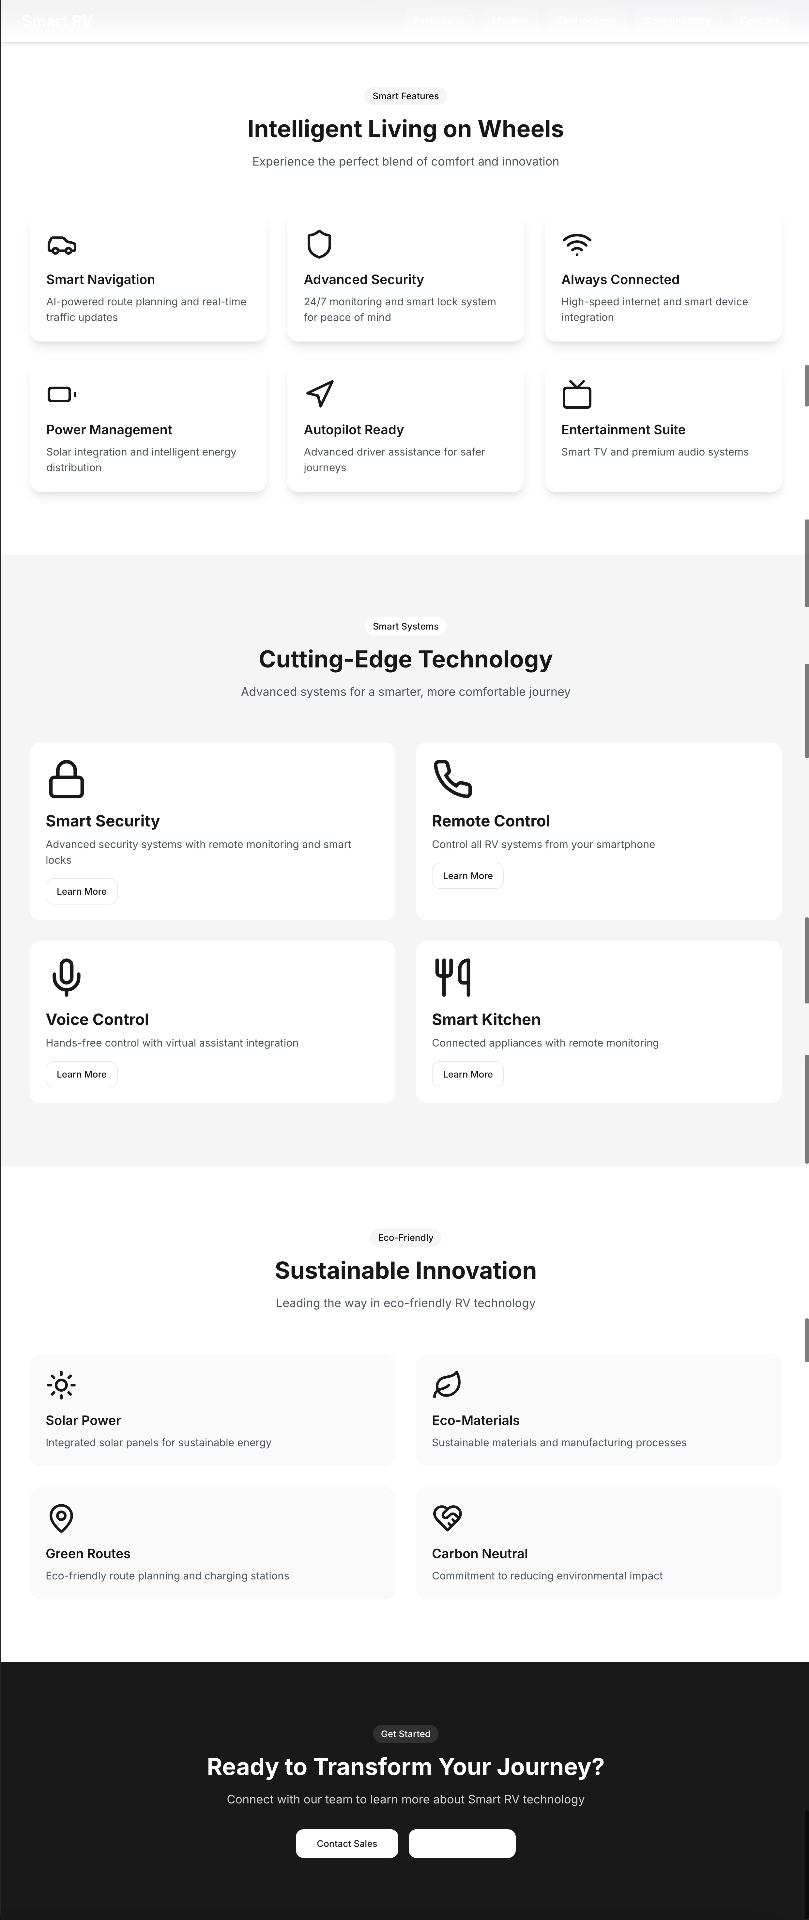 Smart RV
Smart Features
Intelligent Living on Wheels
Experience the perfect blend of comfort and innovation
Smart Navigation
AI-powered route planning and real-time
traffic updates
Advanced Security
24/7 monitoring and smart lock system
for peace of mind
Always Connected
High-speed internet and smart device
integration
Power Management
Solar integration and intelligent energy
distribution
Autopilot Ready
Advanced driver assistance for safer
journeys
Entertainment Suite
Smart TV and premium audio systems
Smart Systems
Cutting-Edge Technology
Advanced systems for a smarter, more comfortable journey
Smart Security
Advanced security systems with remote monitoring and smart
locks
Learn More
Remote Control
Control all RV systems from your smartphone
Learn More
Voice Control
Hands-free control with virtual assistant integration
Learn More
Smart Kitchen
Connected appliances with remote monitoring
Learn More
Eco-Friendly
Sustainable Innovation
Leading the way in eco-friendly RV technology
Solar Power
Integrated solar panels for sustainable energy
Eco-Materials
Sustainable materials and manufacturing processes
Green Routes
Eco-friendly route planning and charging stations
Carbon Neutral
Commitment to reducing environmental impact
Get Started
Ready to Transform Your Journey?
Connect with our team to learn more about Smart RV technology
Contact Sales